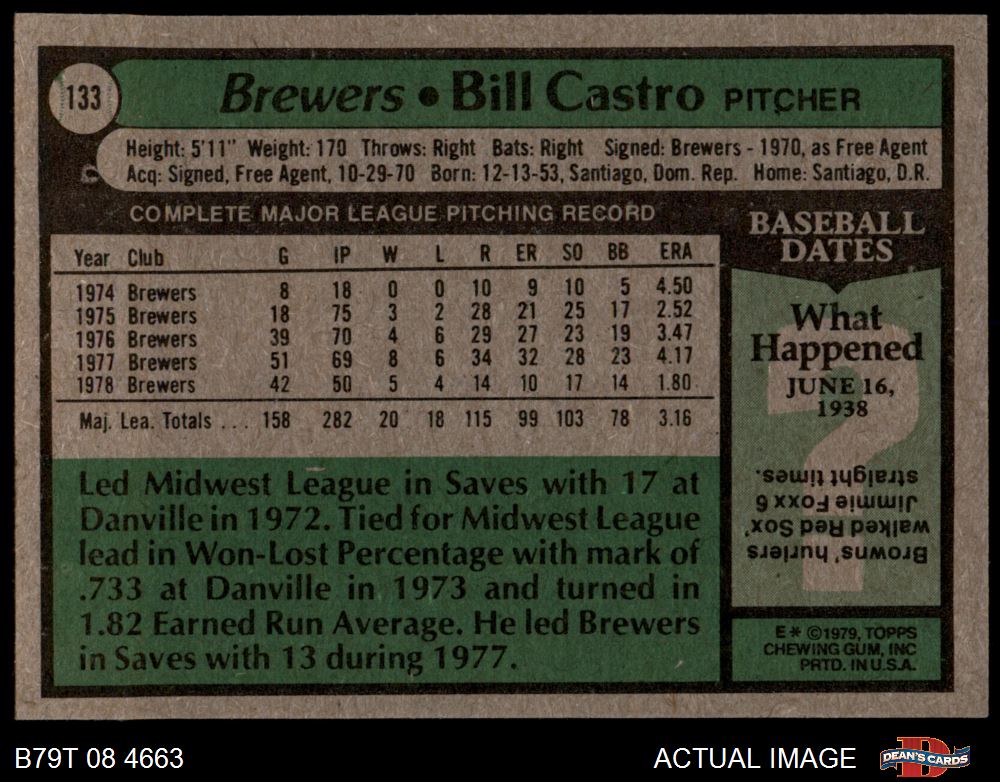 133
Brewers • Bill Castro PITCHER
Height: 5'11" Weight: 170 Throws: Right Bats: Right Signed: Brewers - 1970, as Free Agent
Acq: Signed, Free Agent, 10-29-70 Born: 12-13-53, Santiago, Dom. Rep. Home: Santiago, D.R.
COMPLETE MAJOR LEAGUE PITCHING RECORD
Year Club G IP W L R ER SO BB ERA
1974 Brewers 8 18 0 0 10 9 10 5 4.50
1975 Brewers 18 75 3 2 28 21 25 17 2.52
1976 Brewers 39 70 4 6 29 27 23 19 3.47
1977 Brewers 51 69 8 6 34 32 28 23 4.17
1978 Brewers 42 50 5 4 14 10 17 14 1.80
Maj. Lea. Totals ... 158 282 20 18 115 99 103 78 3.16
Led Midwest League in Saves with 17 at
Danville in 1972. Tied for Midwest League
lead in Won-Lost Percentage with mark of
.733 at Danville in 1973 and turned in
1.82 Earned Run Average. He led Brewers
in Saves with 13 during 1977.
BASEBALL
DATES
?
What
Happened
JUNE 16,
1938
Browns' hurlers
walked Red Sox'
Jimmie Foxx 6
straight times.
E* ©1979, TOPPS
CHEWING GUM, INC
PRTD. IN U.S.A.
B79T 08 4663
ACTUAL IMAGE
D
DEAN'S CARDS